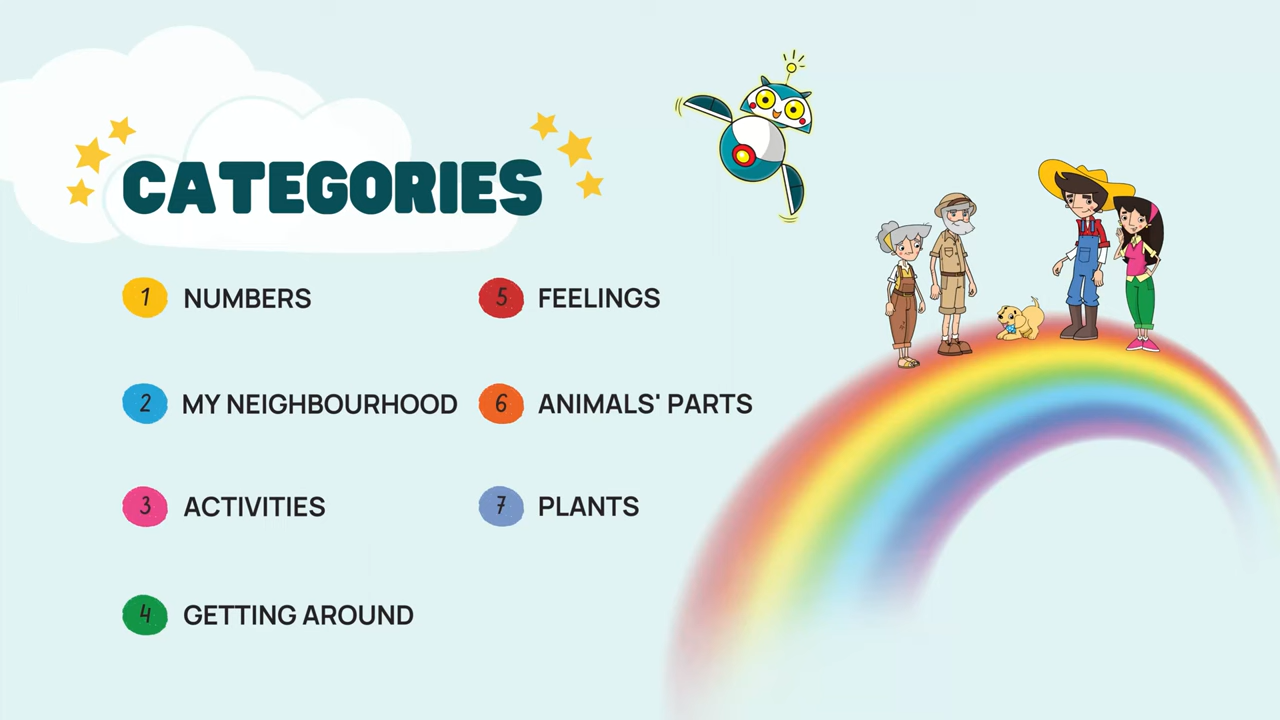 CATEGORIES
1 NUMBERS
2 MY NEIGHBOURHOOD
3 ACTIVITIES
4 GETTING AROUND
5 FEELINGS
6 ANIMALS' PARTS
7 PLANTS